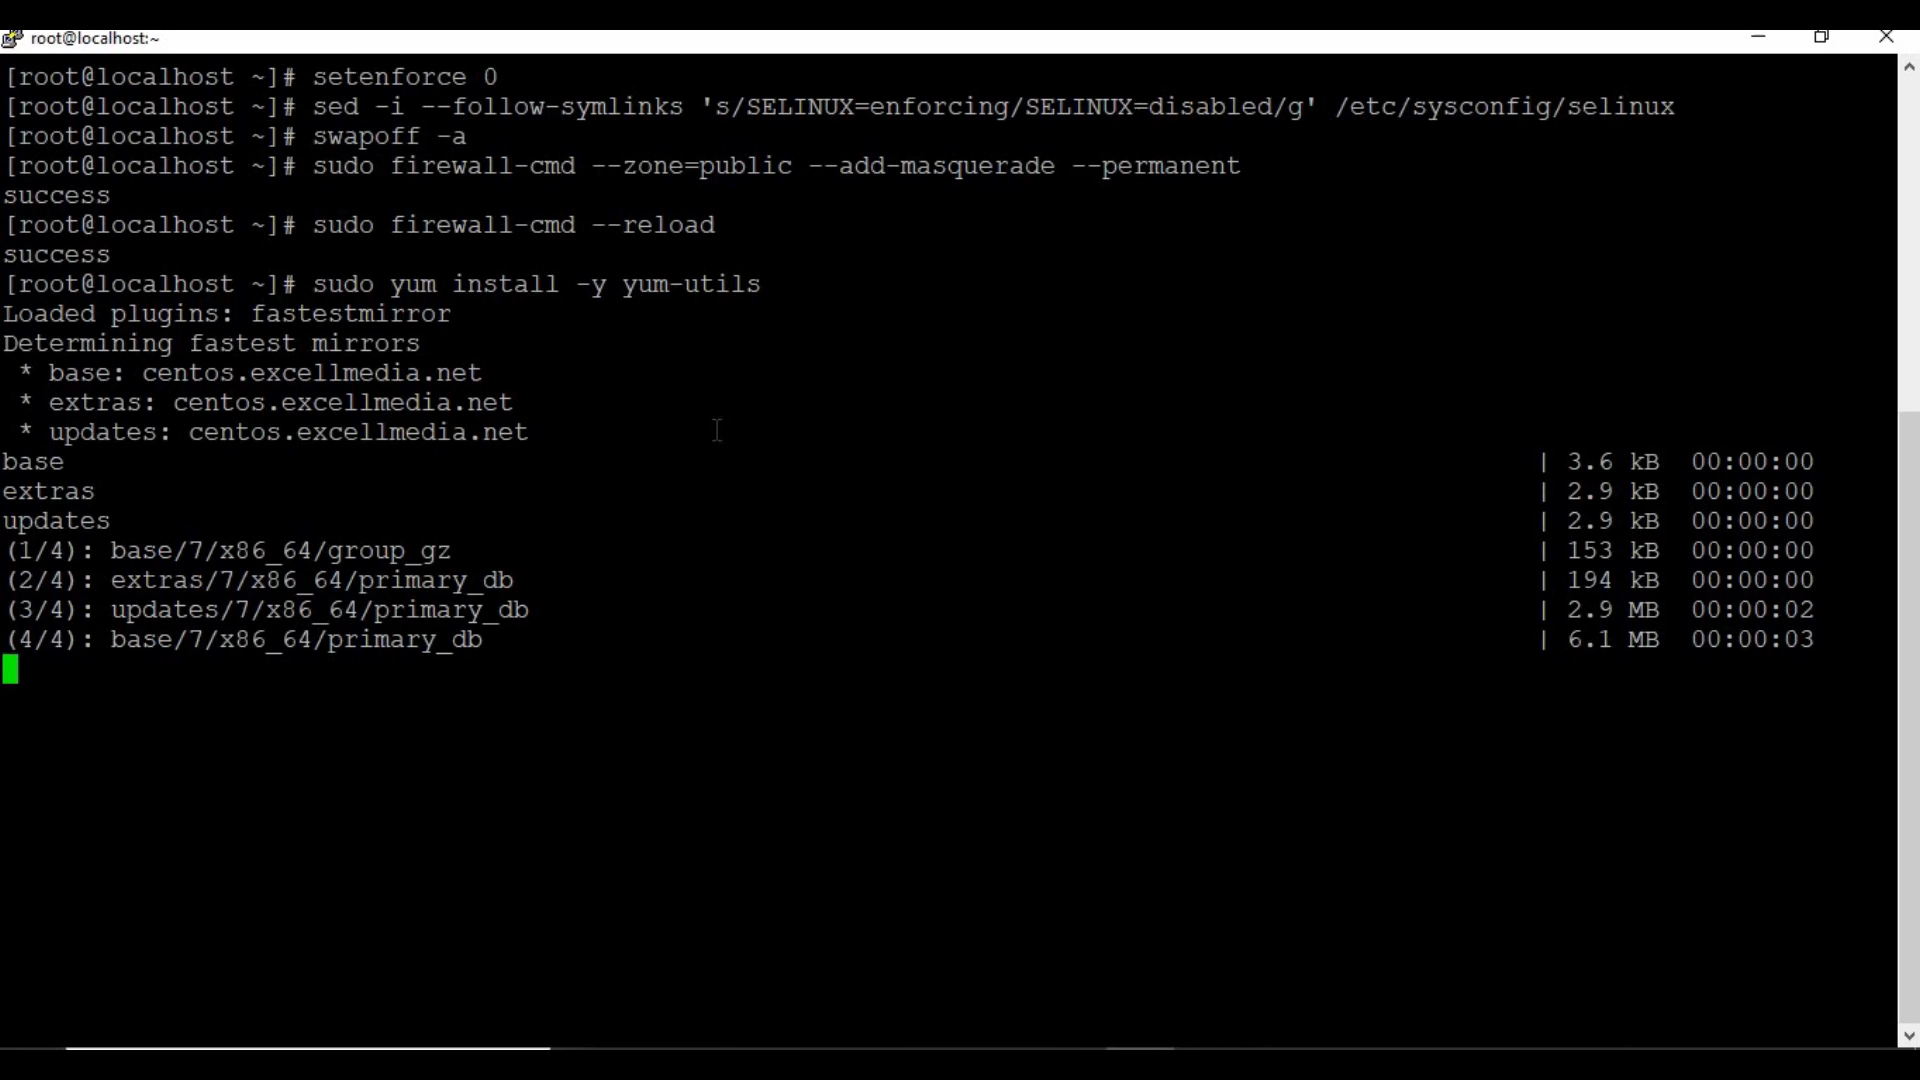 root@localhost:~
[root@localhost ~]# setenforce 0
[root@localhost ~]# sed -i --follow-symlinks 's/SELINUX=enforcing/SELINUX=disabled/g' /etc/sysconfig/selinux
[root@localhost ~]# swapoff -a
[root@localhost ~]# sudo firewall-cmd --zone=public --add-masquerade --permanent
success
[root@localhost ~]# sudo firewall-cmd --reload
success
[root@localhost ~]# sudo yum install -y yum-utils
Loaded plugins: fastestmirror
Determining fastest mirrors
 * base: centos.excellmedia.net
 * extras: centos.excellmedia.net
 * updates: centos.excellmedia.net
base | 3.6 kB 00:00:00
extras | 2.9 kB 00:00:00
updates | 2.9 kB 00:00:00
(1/4): base/7/x86_64/group_gz | 153 kB 00:00:00
(2/4): extras/7/x86_64/primary_db | 194 kB 00:00:00
(3/4): updates/7/x86_64/primary_db | 2.9 MB 00:00:02
(4/4): base/7/x86_64/primary_db | 6.1 MB 00:00:03